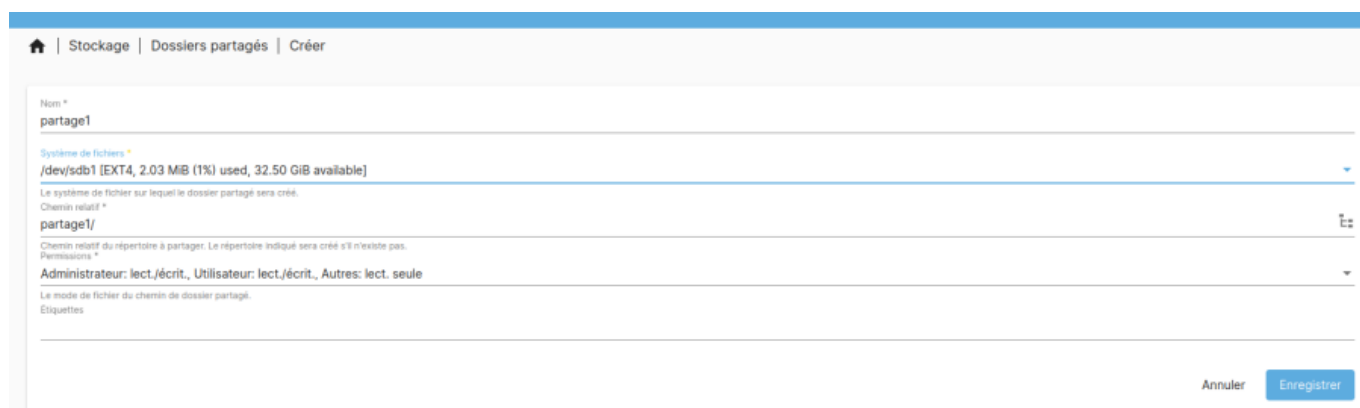 | Stockage | Dossiers partagés | Créer
Nom *
partage1
Système de fichiers *
/dev/sdb1 [EXT4, 2.03 MiB (1%) used, 32.50 GiB available]
Le système de fichier sur lequel le dossier partagé sera créé.
Chemin relatif *
partage1/
Chemin relatif du répertoire à partager. Le répertoire indiqué sera créé s'il n'existe pas.
Permissions *
Administrateur: lect./écrit., Utilisateur: lect./écrit., Autres: lect. seule
Le mode de fichier du chemin de dossier partagé.
Étiquettes
Annuler Enregistrer